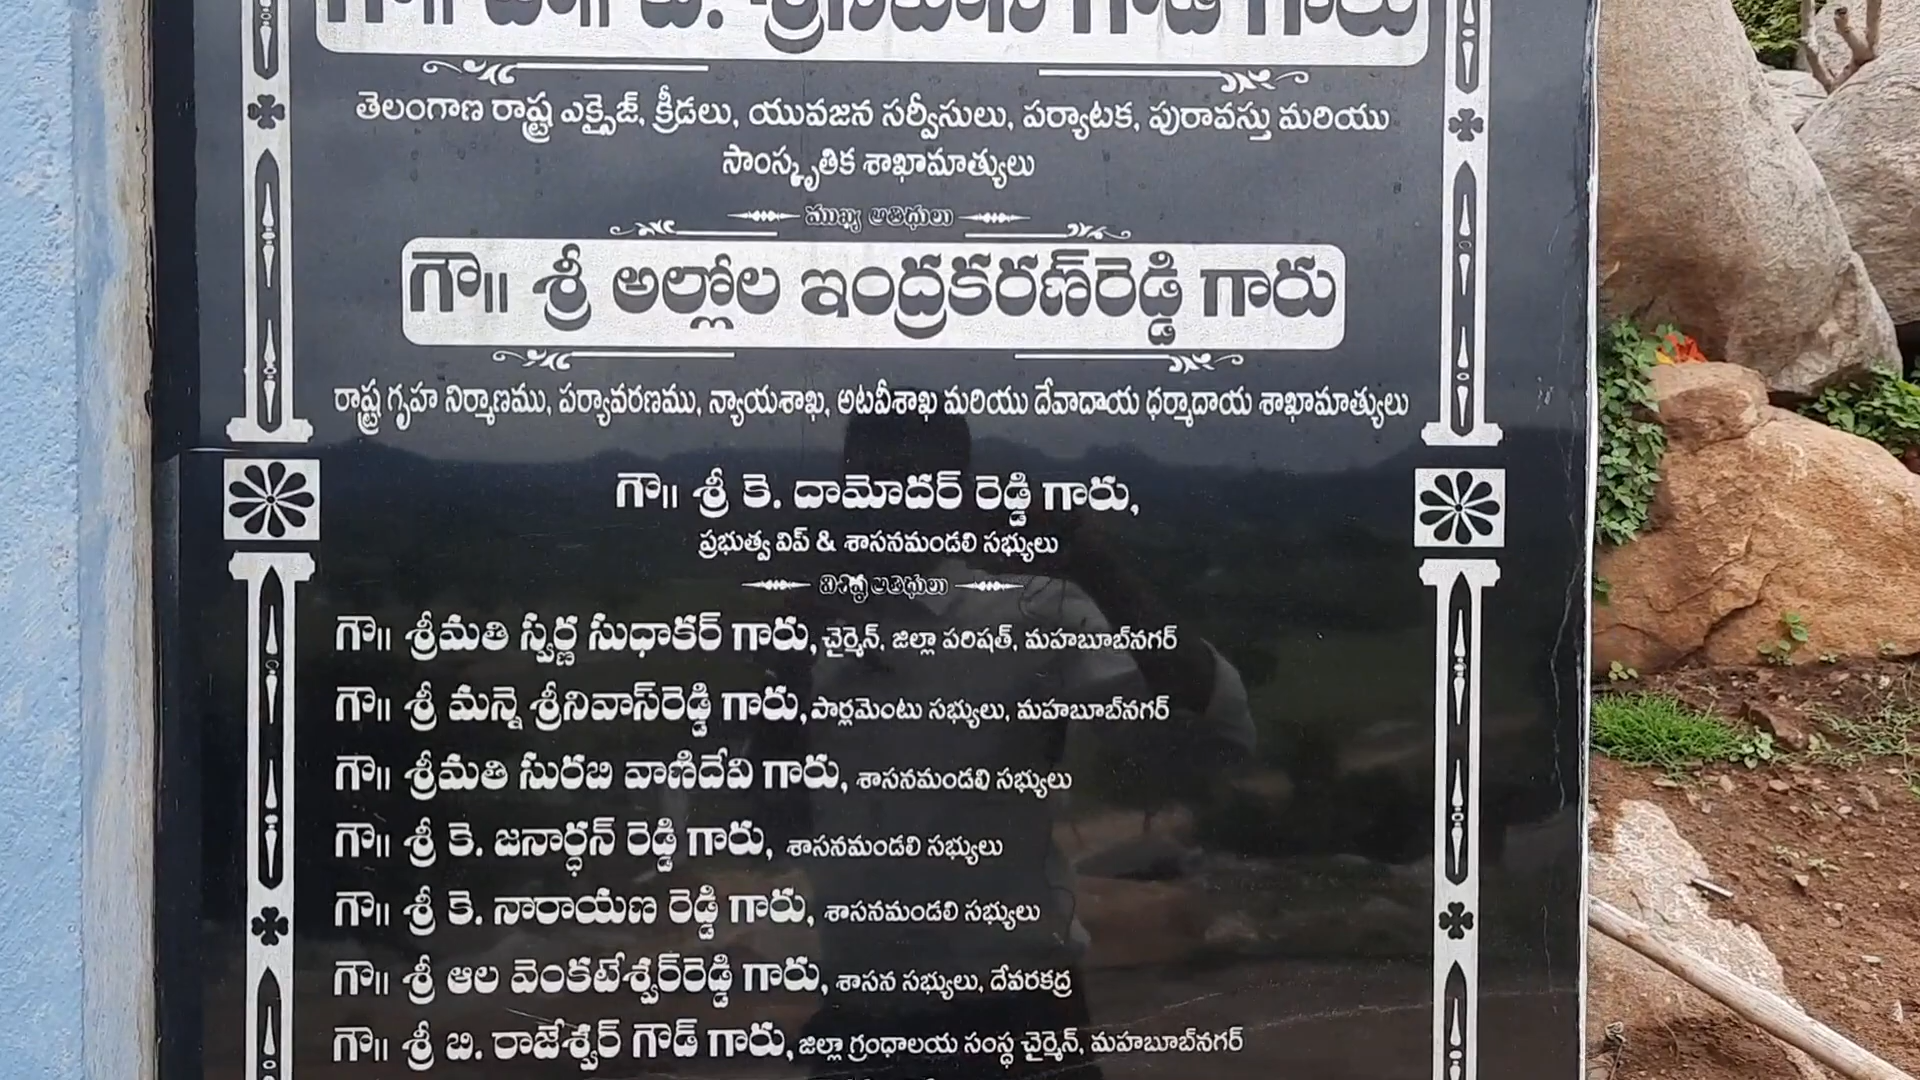 గౌ|| డా|| వి. శ్రీనివాస్ గౌడ్ గారు
తెలంగాణ రాష్ట్ర ఎక్సైజ్, క్రీడలు, యువజన సర్వీసులు, పర్యాటక, పురావస్తు మరియు
సాంస్కృతిక శాఖామాత్యులు
ముఖ్య అతిథులు
గౌ|| శ్రీ అల్లోల ఇంద్రకరణ్‌రెడ్డి గారు
రాష్ట్ర గృహ నిర్మాణము, పర్యావరణము, న్యాయశాఖ, అటవీశాఖ మరియు దేవాదాయ ధర్మాదాయ శాఖామాత్యులు
గౌ|| శ్రీ కె. దామోదర్ రెడ్డి గారు,
ప్రభుత్వ విప్ & శాసనమండలి సభ్యులు
విశిష్ట అతిథులు
గౌ|| శ్రీమతి స్వర్ణ సుధాకర్ గారు, చైర్మెన్, జిల్లా పరిషత్, మహబూబ్‌నగర్
గౌ|| శ్రీ మన్నె శ్రీనివాస్‌రెడ్డి గారు, పార్లమెంటు సభ్యులు, మహబూబ్‌నగర్
గౌ|| శ్రీమతి సురబి వాణిదేవి గారు, శాసనమండలి సభ్యులు
గౌ|| శ్రీ కె. జనార్ధన్ రెడ్డి గారు, శాసనమండలి సభ్యులు
గౌ|| శ్రీ కె. నారాయణ రెడ్డి గారు, శాసనమండలి సభ్యులు
గౌ|| శ్రీ ఆల వెంకటేశ్వర్‌రెడ్డి గారు, శాసన సభ్యులు, దేవరకద్ర
గౌ|| శ్రీ బి. రాజేశ్వర్ గౌడ్ గారు, జిల్లా గ్రంధాలయ సంస్థ చైర్మెన్, మహబూబ్‌నగర్